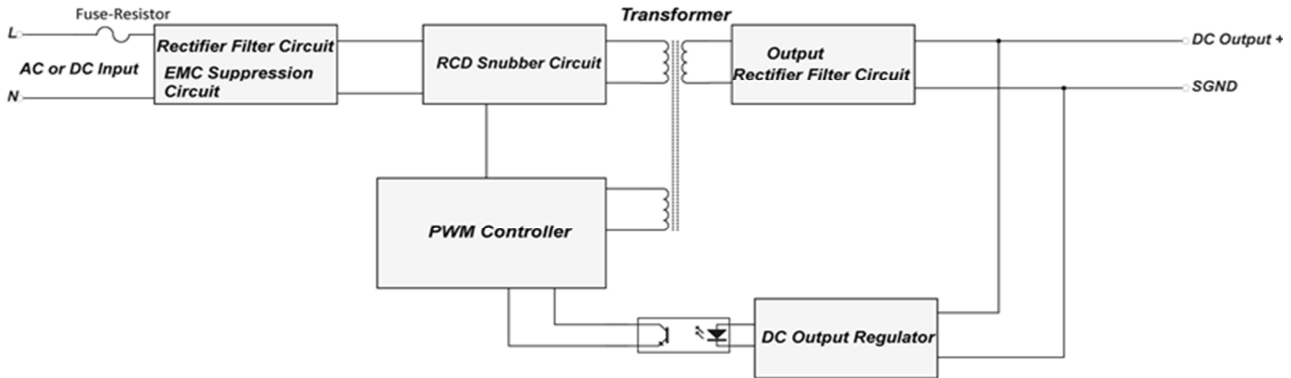 Fuse-Resistor
Transformer
L
AC or DC Input
N
Rectifier Filter Circuit
EMC Suppression
Circuit
RCD Snubber Circuit
Output
Rectifier Filter Circuit
DC Output +
SGND
PWM Controller
DC Output Regulator